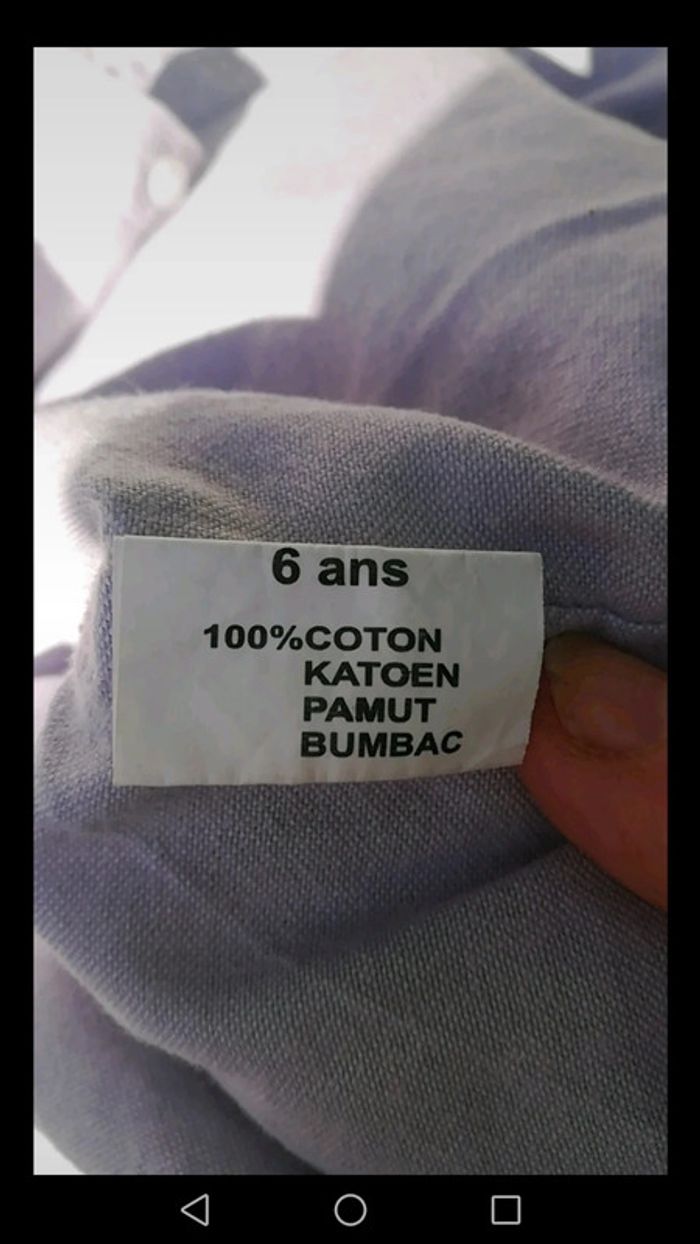 6 ans
100%COTON
KATOEN
PAMUT
BUMBAC